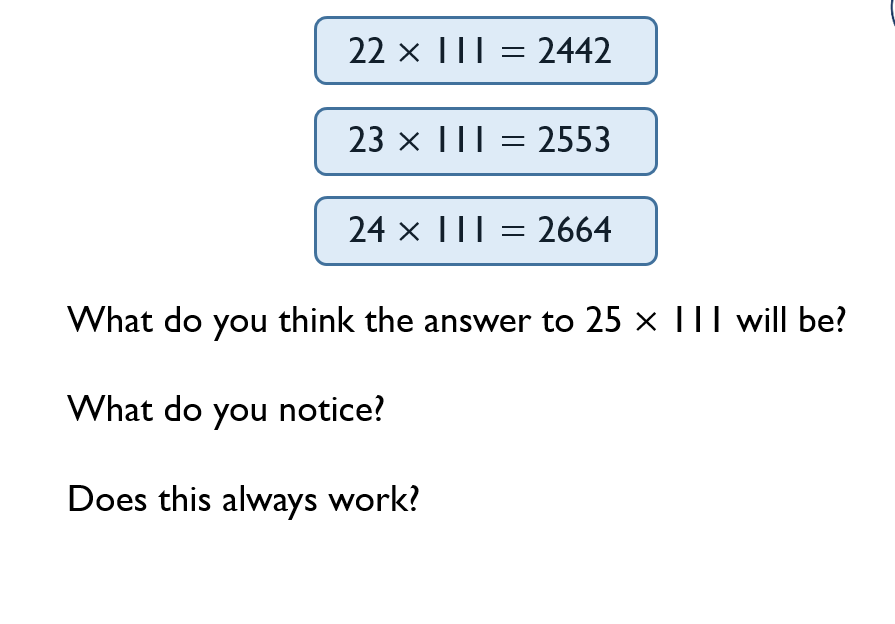 22 × 111 = 2442
23 × 111 = 2553
24 × 111 = 2664
What do you think the answer to 25 × 111 will be?
What do you notice?
Does this always work?